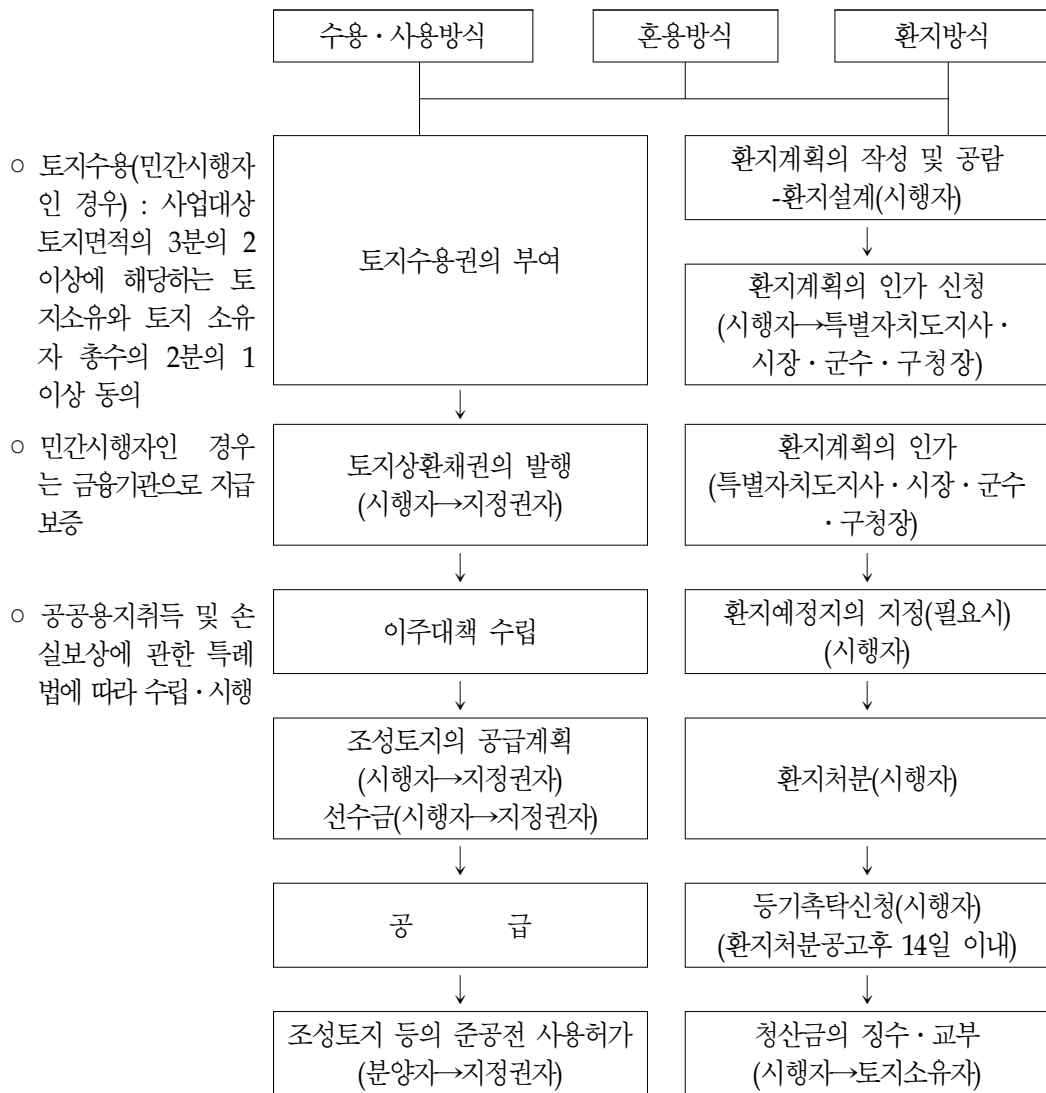 수용・사용방식
혼용방식
환지방식
○ 토지수용(민간시행자
인 경우) : 사업대상
토지면적의 3분의 2
이상에 해당하는 토
지소유와 토지 소유
자 총수의 2분의 1
이상 동의
토지수용권의 부여
환지계획의 작성 및 공람
-환지설계(시행자)
↓
환지계획의 인가 신청
(시행자→특별자치도지사・
시장・군수・구청장)
↓
○ 민간시행자인 경우
는 금융기관으로 지급
보증
토지상환채권의 발행
(시행자→지정권자)
환지계획의 인가
(특별자치도지사・시장・군수
・구청장)
↓ ↓
○ 공공용지취득 및 손
실보상에 관한 특례
법에 따라 수립・시행
이주대책 수립
환지예정지의 지정(필요시)
(시행자)
↓ ↓
조성토지의 공급계획
(시행자→지정권자)
선수금(시행자→지정권자)
환지처분(시행자)
↓ ↓
공 급
등기촉탁신청(시행자)
(환지처분공고후 14일 이내)
↓ ↓
조성토지 등의 준공전 사용허가
(분양자→지정권자)
청산금의 징수・교부
(시행자→토지소유자)